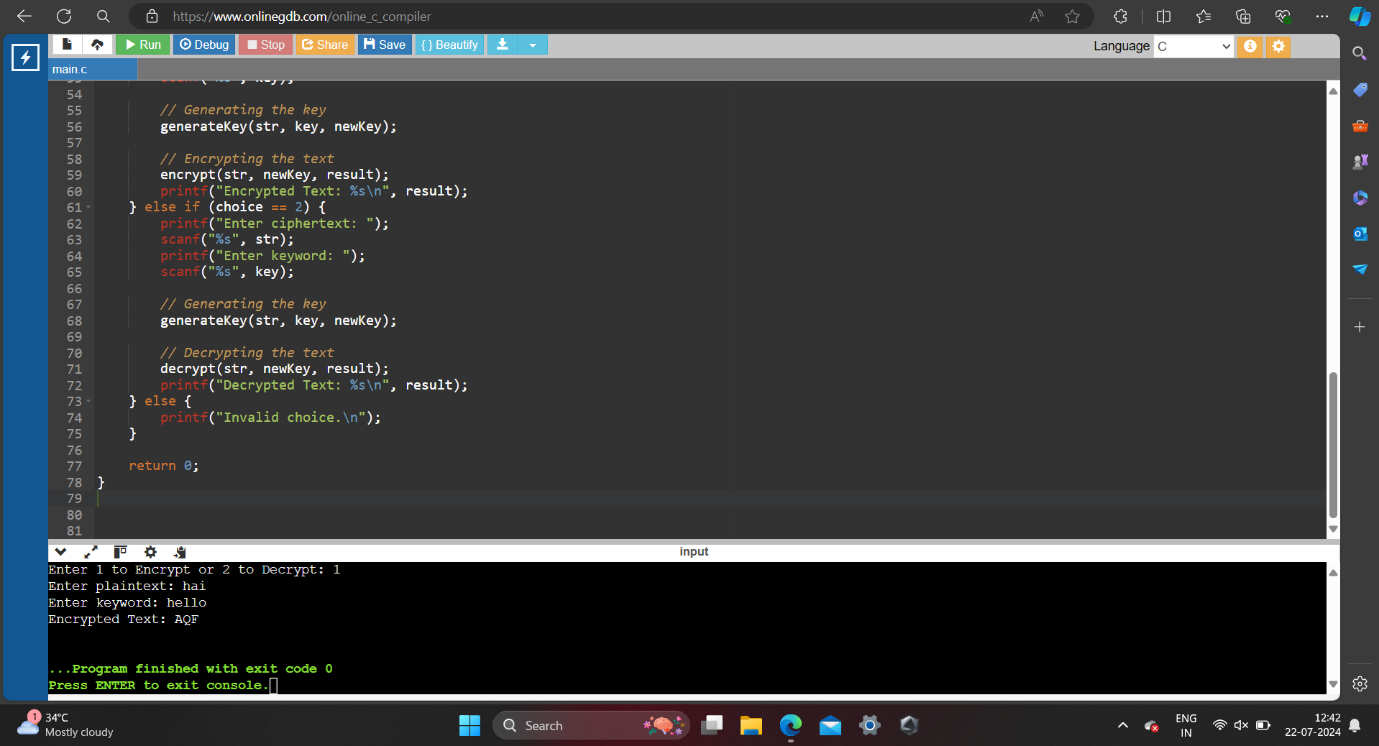 https://www.onlinegdb.com/online_c_compiler
Run Debug Stop Share Save { } Beautify Language C
main.c
54
55 // Generating the key
56 generateKey(str, key, newKey);
57
58 // Encrypting the text
59 encrypt(str, newKey, result);
60 printf("Encrypted Text: %s\n", result);
61 } else if (choice == 2) {
62 printf("Enter ciphertext: ");
63 scanf("%s", str);
64 printf("Enter keyword: ");
65 scanf("%s", key);
66
67 // Generating the key
68 generateKey(str, key, newKey);
69
70 // Decrypting the text
71 decrypt(str, newKey, result);
72 printf("Decrypted Text: %s\n", result);
73 } else {
74 printf("Invalid choice.\n");
75 }
76
77 return 0;
78 }
79
80
81
input
Enter 1 to Encrypt or 2 to Decrypt: 1
Enter plaintext: hai
Enter keyword: hello
Encrypted Text: AQF
...Program finished with exit code 0
Press ENTER to exit console.
1 34°C
Mostly cloudy
Search
ENG
IN
12:42
22-07-2024